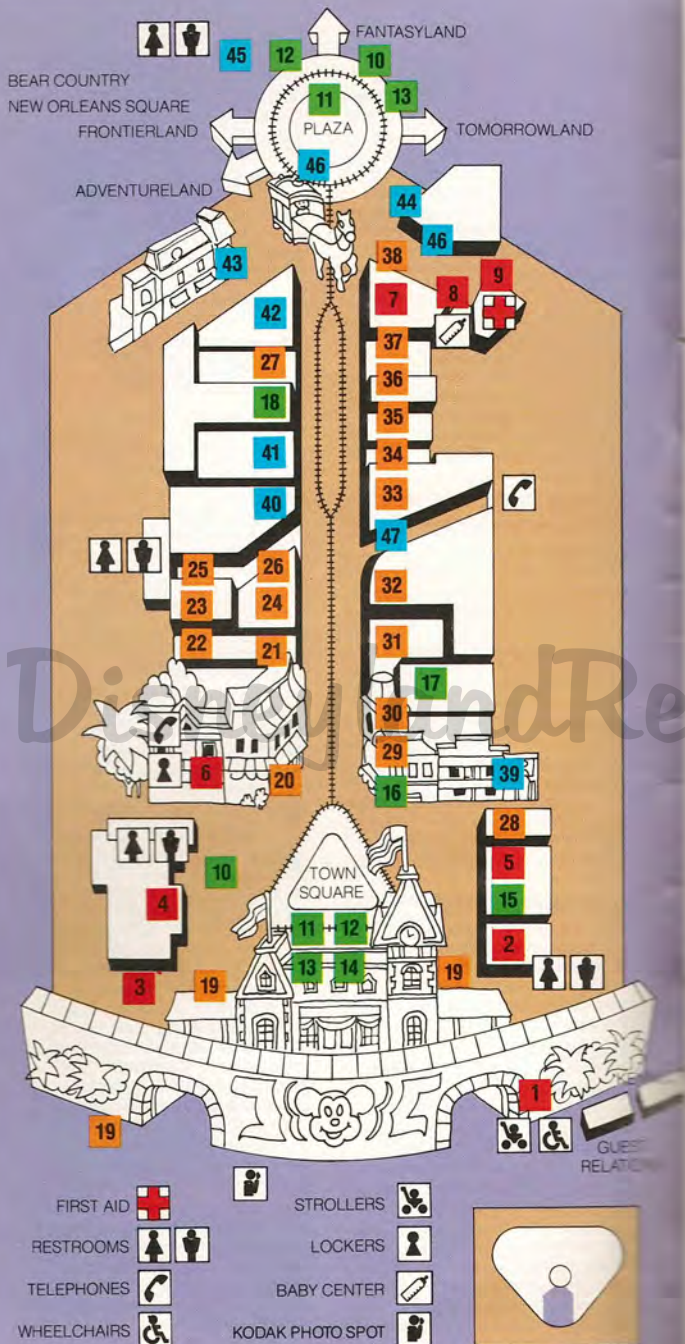 FANTASYLAND
45 12 10
BEAR COUNTRY
NEW ORLEANS SQUARE
11 13
FRONTIERLAND PLAZA TOMORROWLAND
46
ADVENTURELAND 44
46
43 38 9
8
42 7
27 37
36
18
35
41 34
33
40
47
25 26
32
23 24
22 21 31
17
DisneylandRe
30
6 20 29 39
16
28
10 TOWN
SQUARE
5
4 15
11 12
2
3 19 13 14 19
1
19
GUEST
FIRST AID STROLLERS
RESTROOMS LOCKERS
TELEPHONES BABY CENTER
WHEELCHAIRS KODAK PHOTO SPOT